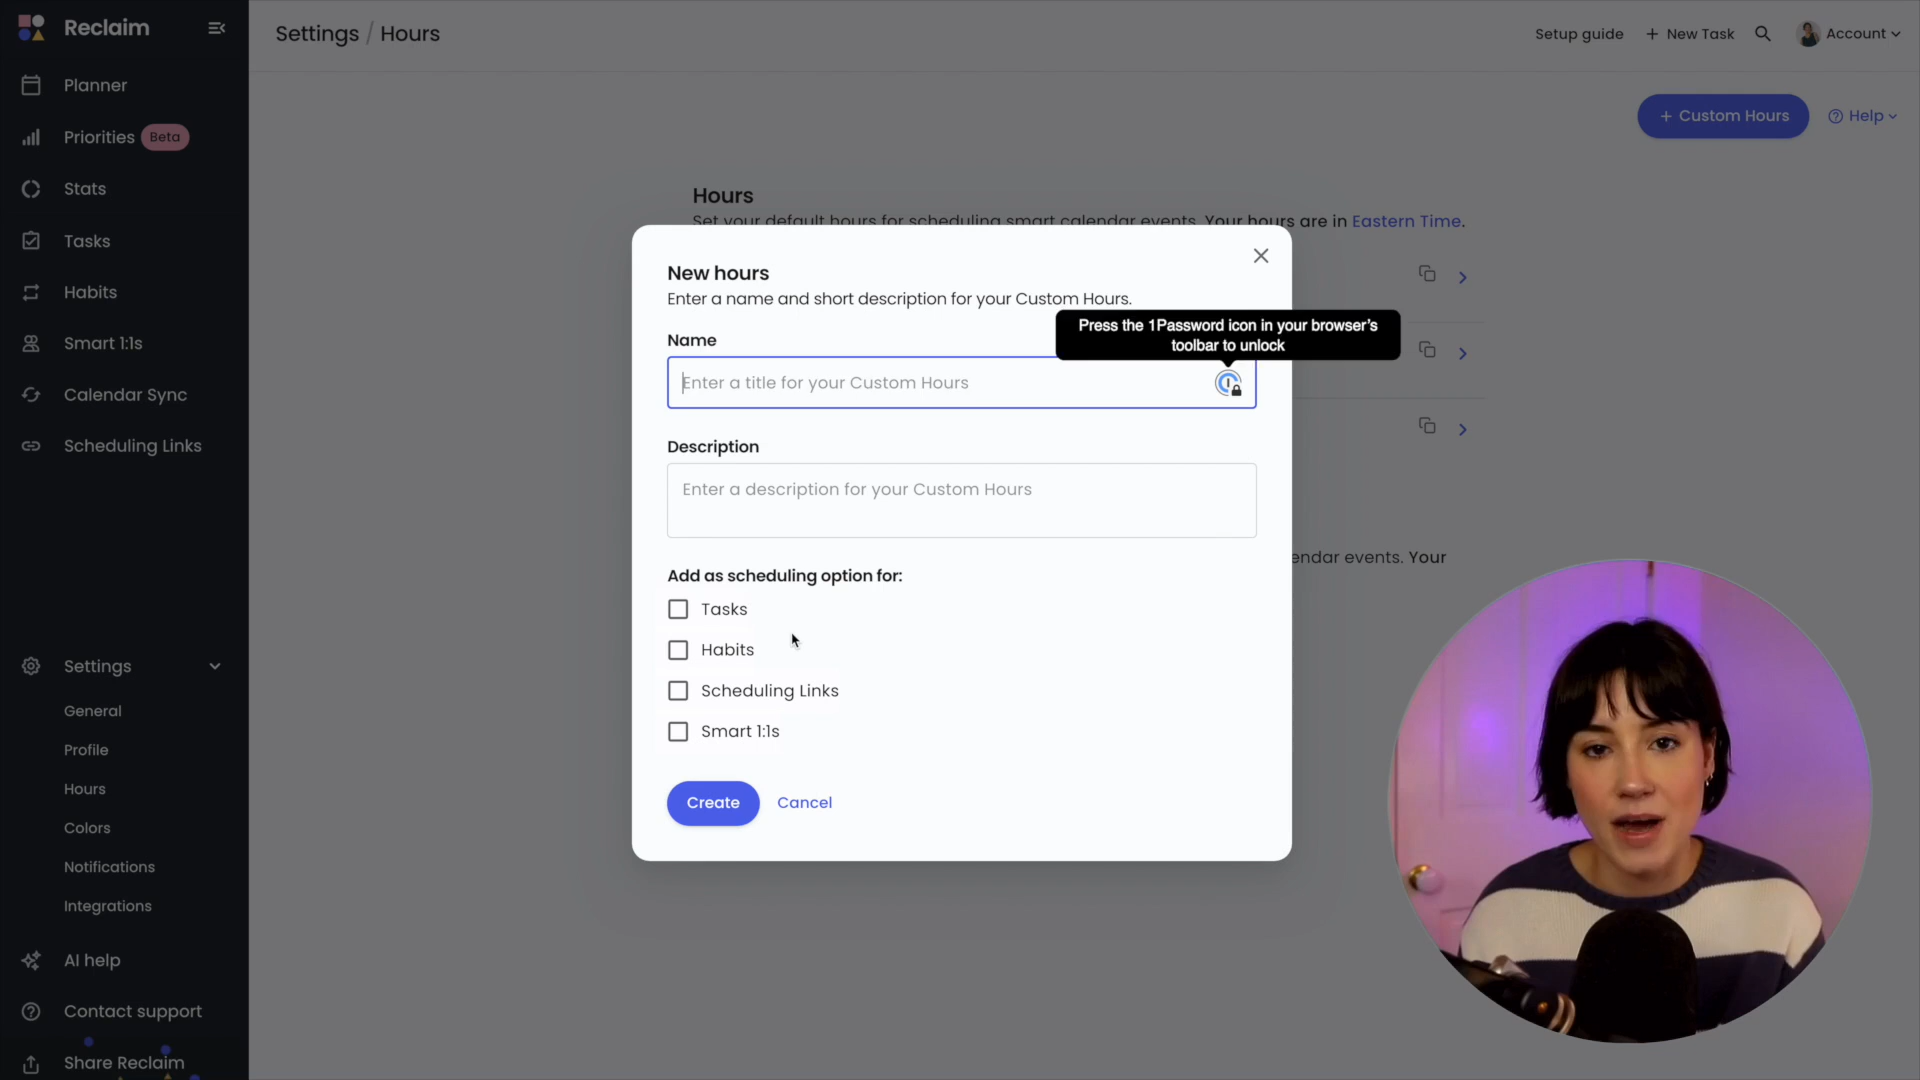 Reclaim
Planner
Priorities Beta
Stats
Tasks
Habits
Smart 1:1s
Calendar Sync
Scheduling Links
Settings
General
Profile
Hours
Colors
Notifications
Integrations
AI help
Contact support
Share Reclaim
Settings / Hours
Setup guide
+ New Task
Account
+ Custom Hours
Help
Hours
Set your default hours for scheduling smart calendar events. Your hours are in Eastern Time.
New hours
Enter a name and short description for your Custom Hours.
Press the 1Password icon in your browser's
toolbar to unlock
Name
Enter a title for your Custom Hours
Description
Enter a description for your Custom Hours
endar events. Your
Add as scheduling option for:
Tasks
Habits
Scheduling Links
Smart 1:1s
Create
Cancel